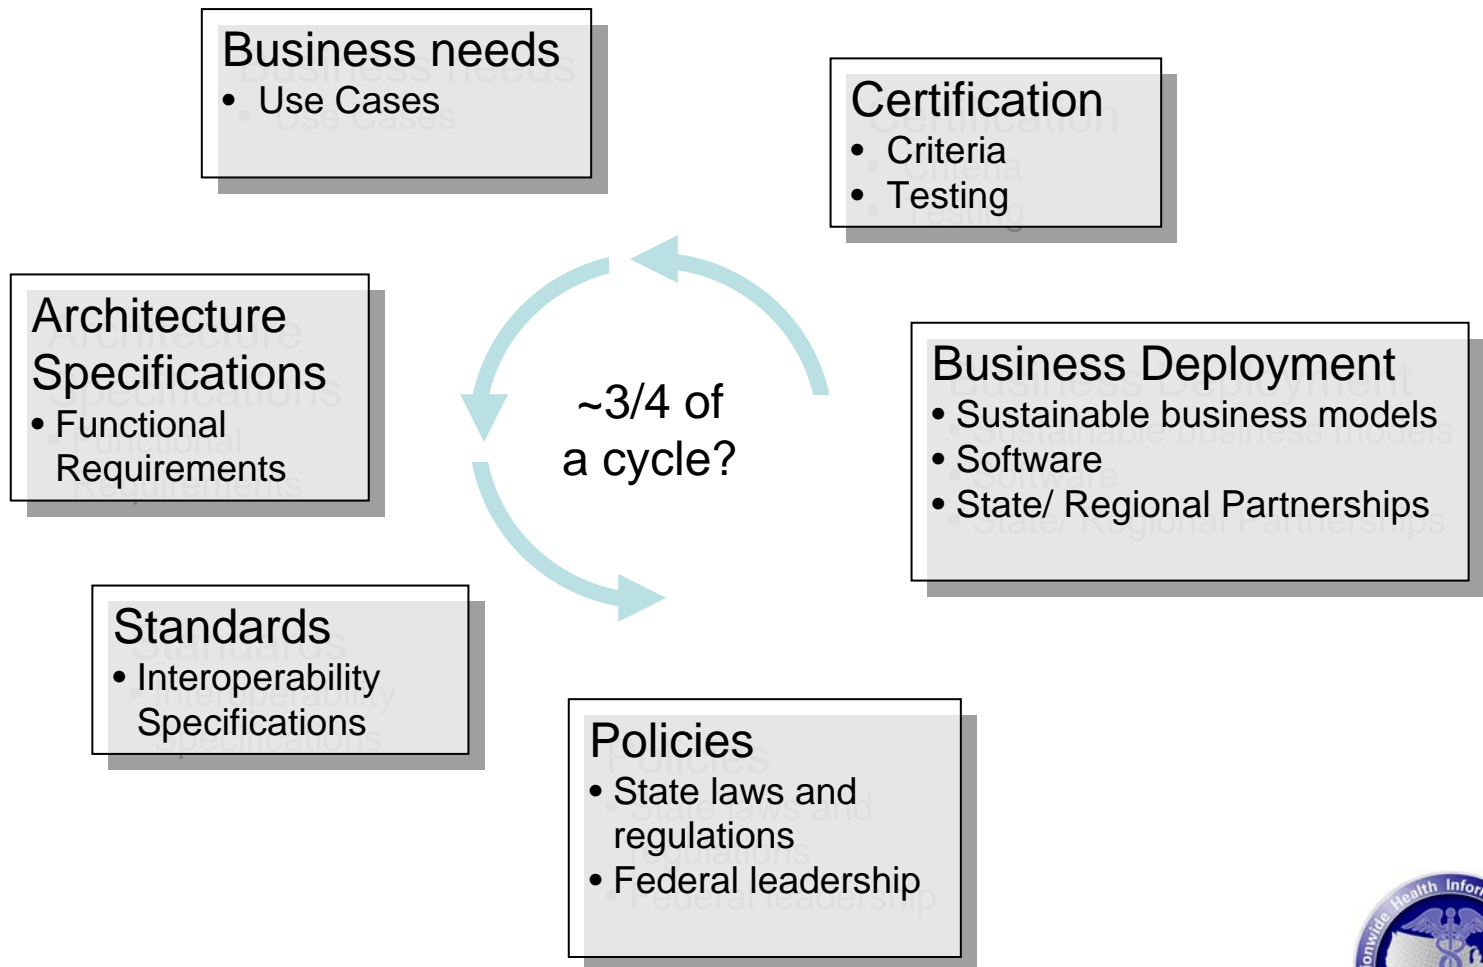 Business needs
• Use Cases
Certification
• Criteria
• Testing
Architecture
Specifications
• Functional
Requirements
~3/4 of
a cycle?
Business Deployment
• Sustainable business models
• Software
• State/ Regional Partnerships
Standards
• Interoperability
Specifications
Policies
• State laws and
regulations
• Federal leadership
Health